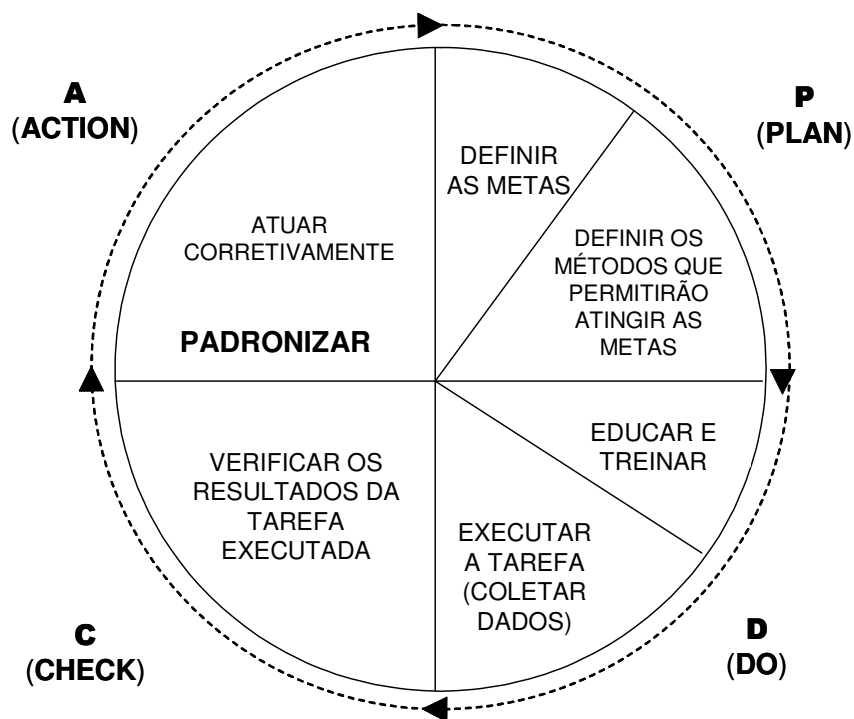 A
(ACTION)
P
(PLAN)
DEFINIR
AS METAS
ATUAR
CORRETIVAMENTE
PADRONIZAR
DEFINIR OS
MÉTODOS QUE
PERMITIRÃO
ATINGIR AS
METAS
EDUCAR E
TREINAR
VERIFICAR OS
RESULTADOS DA
TAREFA
EXECUTADA
EXECUTAR
A TAREFA
(COLETAR
DADOS)
C
(CHECK)
D
(DO)